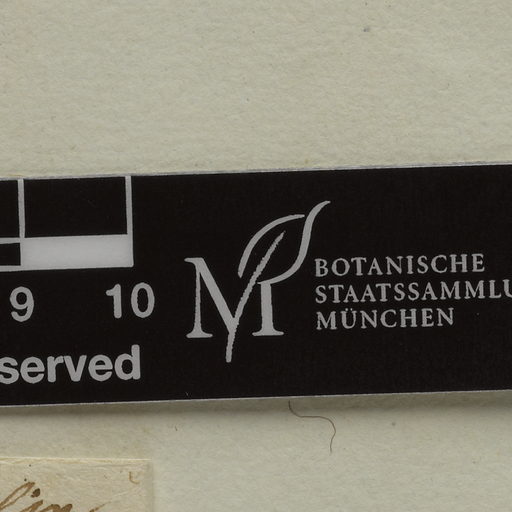 9 10
served
BOTANISCHE
STAATSSAMMLU
MÜNCHEN